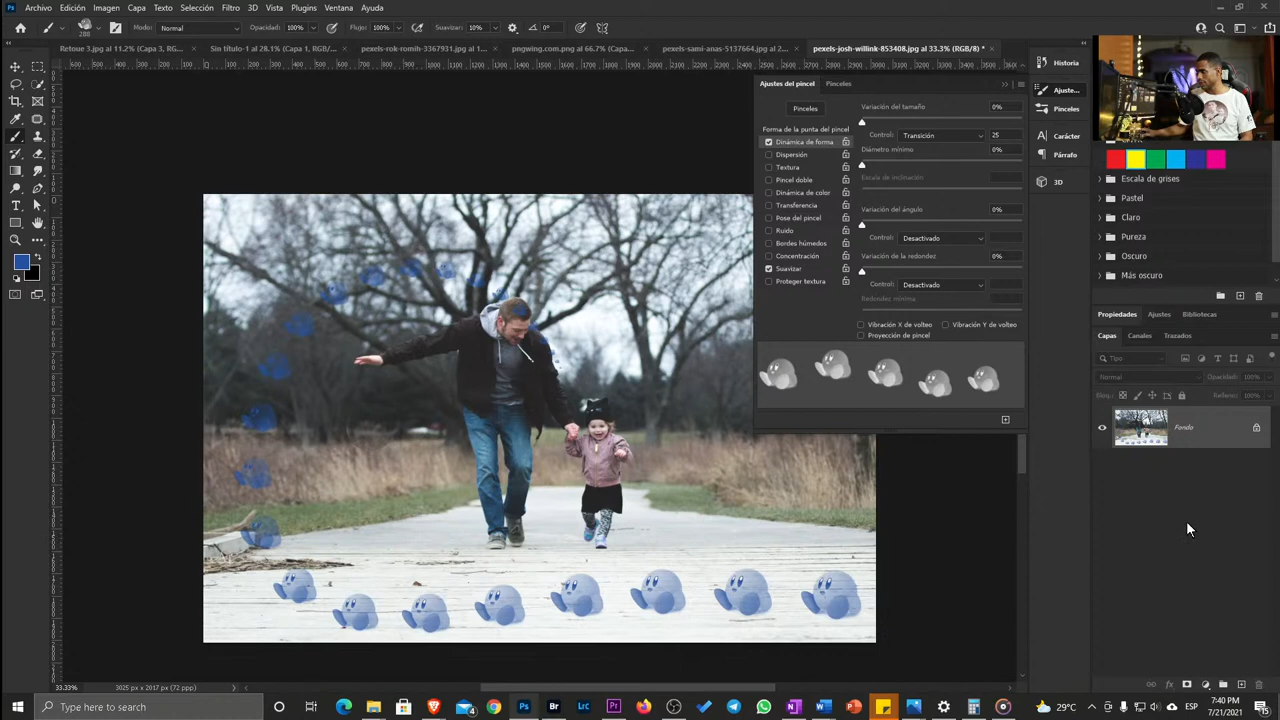 Ps Archivo Edición Imagen Capa Texto Selección Filtro 3D Vista Plugins Ventana Ayuda
288 Modo: Normal Opacidad: 100% Flujo: 100% Suavizar: 10% 0°
Retoue 3.jpg al 11.2% (Capa 3, R... × Sin título-1 al 28.1% (Capa 1, RGB/... × pexels-rok-romih-3367931.jpg al 1... × pngwing.com.png al 66.7% (Capa... × pexels-sami-anas-5137664.jpg al 2... × pexels-josh-willink-853408.jpg al 33.3% (RGB/8) * ×
Ajustes del pincel Pinceles
Pinceles
Forma de la punta del pincel
Dinámica de forma
Dispersión
Textura
Pincel doble
Dinámica de color
Transferencia
Pose del pincel
Ruido
Bordes húmedos
Concentración
Suavizar
Proteger textura
Variación del tamaño 0%
Control: Transición 25
Diámetro mínimo 0%
Escala de inclinación
Variación del ángulo 0%
Control: Desactivado
Variación de la redondez 0%
Control: Desactivado
Redondez mínima
Vibración X de volteo Vibración Y de volteo
Proyección de pincel
Historia
Ajuste...
Pinceles
Carácter
Párrafo
3D
Escala de grises
Pastel
Claro
Pureza
Oscuro
Más oscuro
Propiedades Ajustes Bibliotecas
Capas Canales Trazados
Tipo
Normal Opacidad: 100%
Bloq.: Relleno: 100%
Fondo
33.33% 3025 px x 2017 px (72 ppp)
Type here to search
29°C ESP 7:40 PM
7/21/2021